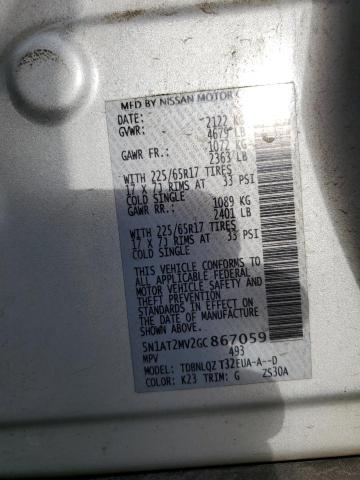 MFD BY NISSAN MOTOR
DATE:
GVWR: 2122 KG
4679 LB
GAWR FR.: 1072 KG
2363 LB
WITH 225/65R17 TIRES
17 X 7J RIMS AT 33 PSI
COLD SINGLE
GAWR RR.: 1089 KG
2401 LB
WITH 225/65R17 TIRES
17 X 7J RIMS AT 33 PSI
COLD SINGLE
THIS VEHICLE CONFORMS TO
ALL APPLICABLE FEDERAL
MOTOR VEHICLE SAFETY AND
THEFT PREVENTION
STANDARDS IN EFFECT ON
THE DATE OF MANUFACTURE
SHOWN ABOVE.
5N1AT2MV2GC867059
MPV 493
MODEL: TDBNLQZ T32EUA-A--D
COLOR: K23 TRIM: G ZS30A